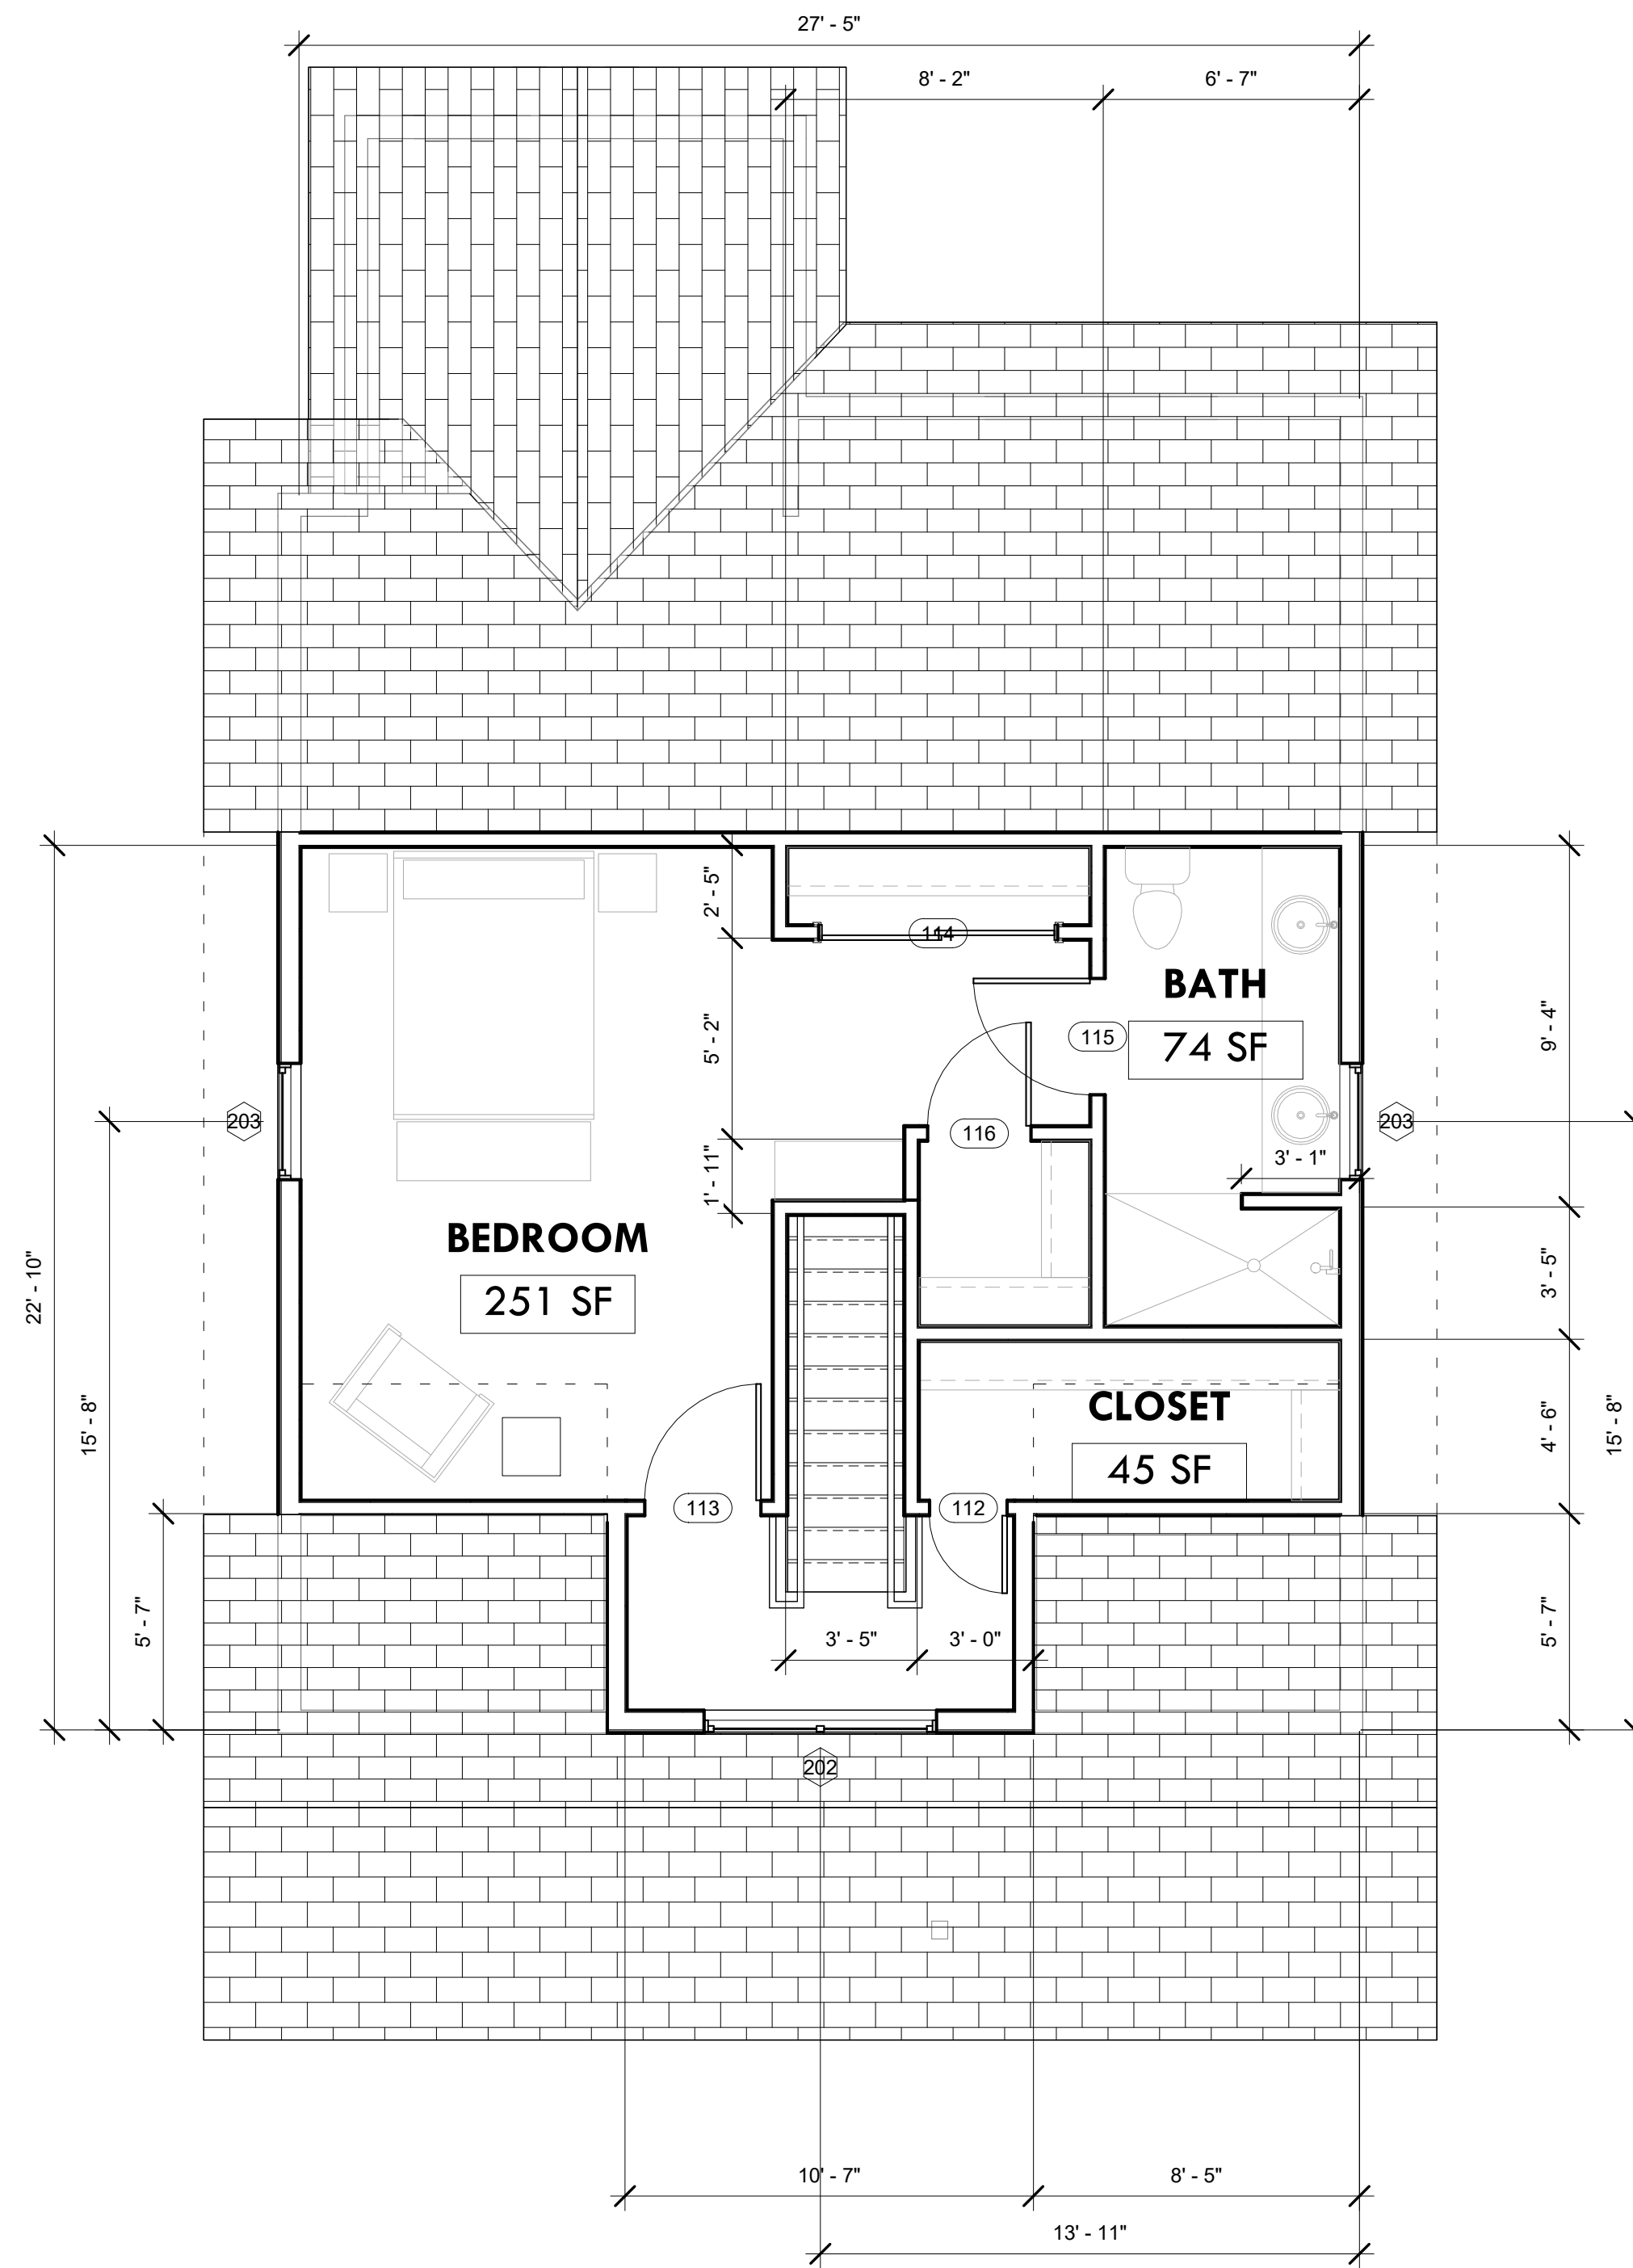 27' - 5"
8' - 2"
6' - 7"
2' - 5"
114
BATH
74 SF
115
5' - 2"
9' - 4"
203
116
203
3' - 1"
1' - 11"
BEDROOM
251 SF
22' - 10"
3' - 5"
15' - 8"
CLOSET
45 SF
4' - 6"
15' - 8"
113
112
5' - 7"
5' - 7"
3' - 5"
3' - 0"
202
10' - 7"
8' - 5"
13' - 11"